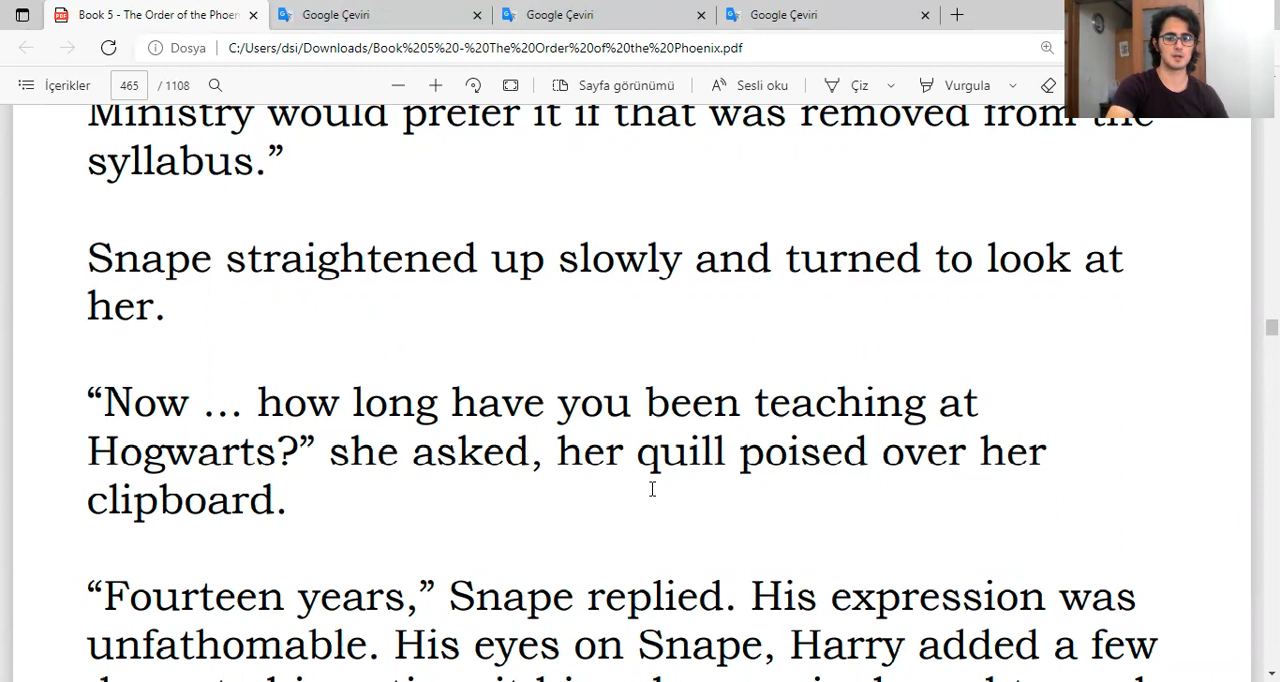 Book 5 - The Order of the Phoen
Google Çeviri
Google Çeviri
Google Çeviri
Dosya
C:/Users/dsi/Downloads/Book%205%20-%20The%20Order%20of%20the%20Phoenix.pdf
İçerikler
465
/ 1108
Sayfa görünümü
Sesli oku
Çiz
Vurgula
Ministry would prefer it if that was removed from the
syllabus.”
Snape straightened up slowly and turned to look at
her.
“Now … how long have you been teaching at
Hogwarts?” she asked, her quill poised over her
clipboard.
“Fourteen years,” Snape replied. His expression was
unfathomable. His eyes on Snape, Harry added a few